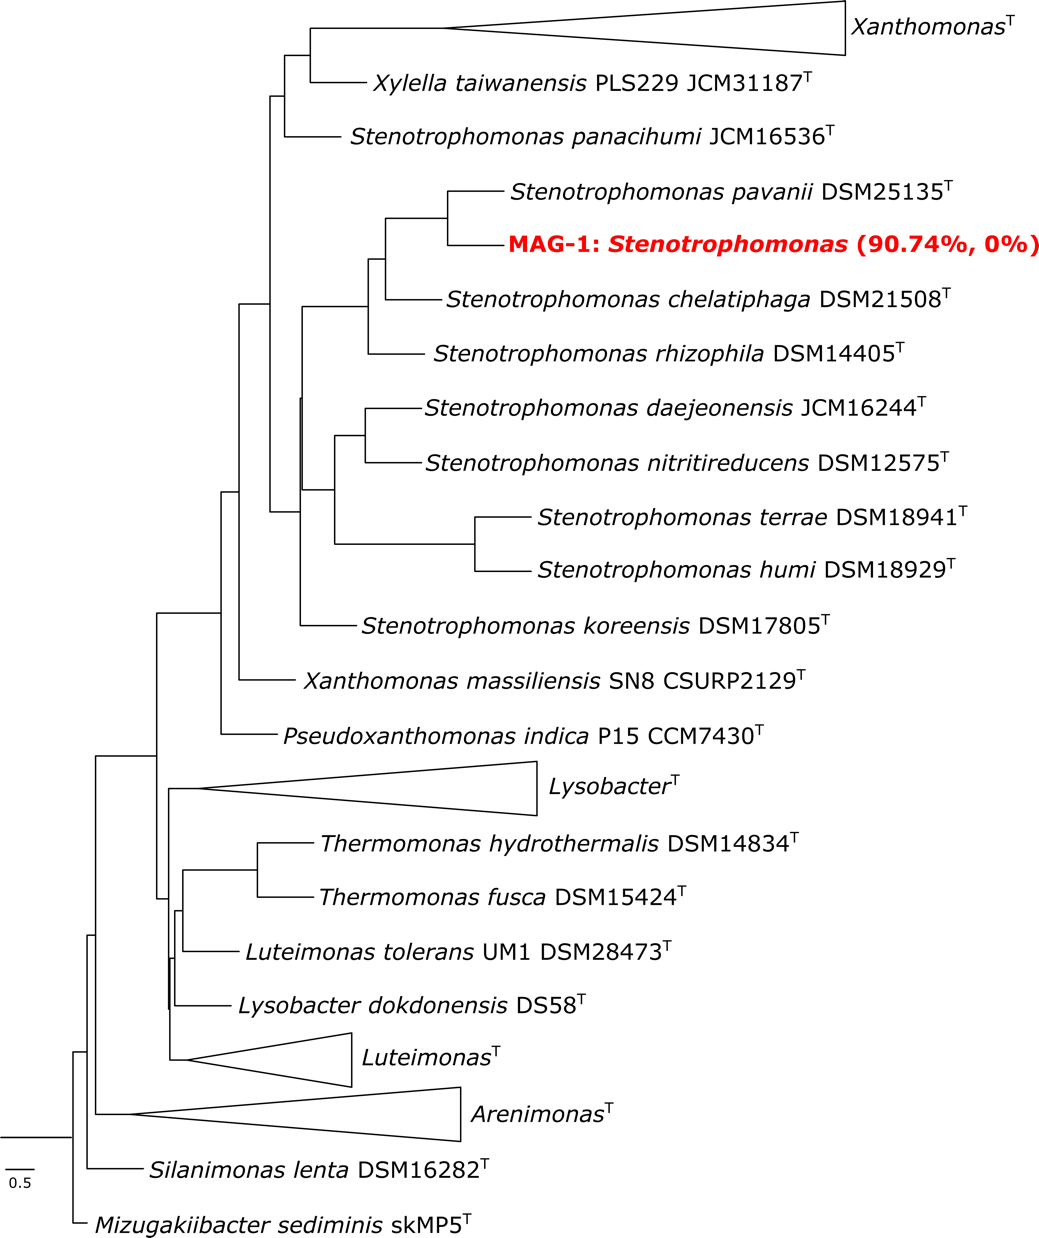 Xanthomonasᵀ
Xylella taiwanensis PLS229 JCM31187ᵀ
Stenotrophomonas panacihumi JCM16536ᵀ
Stenotrophomonas pavanii DSM25135ᵀ
MAG-1: Stenotrophomonas (90.74%, 0%)
Stenotrophomonas chelatiphaga DSM21508ᵀ
Stenotrophomonas rhizophila DSM14405ᵀ
Stenotrophomonas daejeonensis JCM16244ᵀ
Stenotrophomonas nitritireducens DSM12575ᵀ
Stenotrophomonas terrae DSM18941ᵀ
Stenotrophomonas humi DSM18929ᵀ
Stenotrophomonas koreensis DSM17805ᵀ
Xanthomonas massiliensis SN8 CSURP2129ᵀ
Pseudoxanthomonas indica P15 CCM7430ᵀ
Lysobacterᵀ
Thermomonas hydrothermalis DSM14834ᵀ
Thermomonas fusca DSM15424ᵀ
Luteimonas tolerans UM1 DSM28473ᵀ
Lysobacter dokdonensis DS58ᵀ
Luteimonasᵀ
Arenimonasᵀ
Silanimonas lenta DSM16282ᵀ
0.5
Mizugakiibacter sediminis skMP5ᵀ